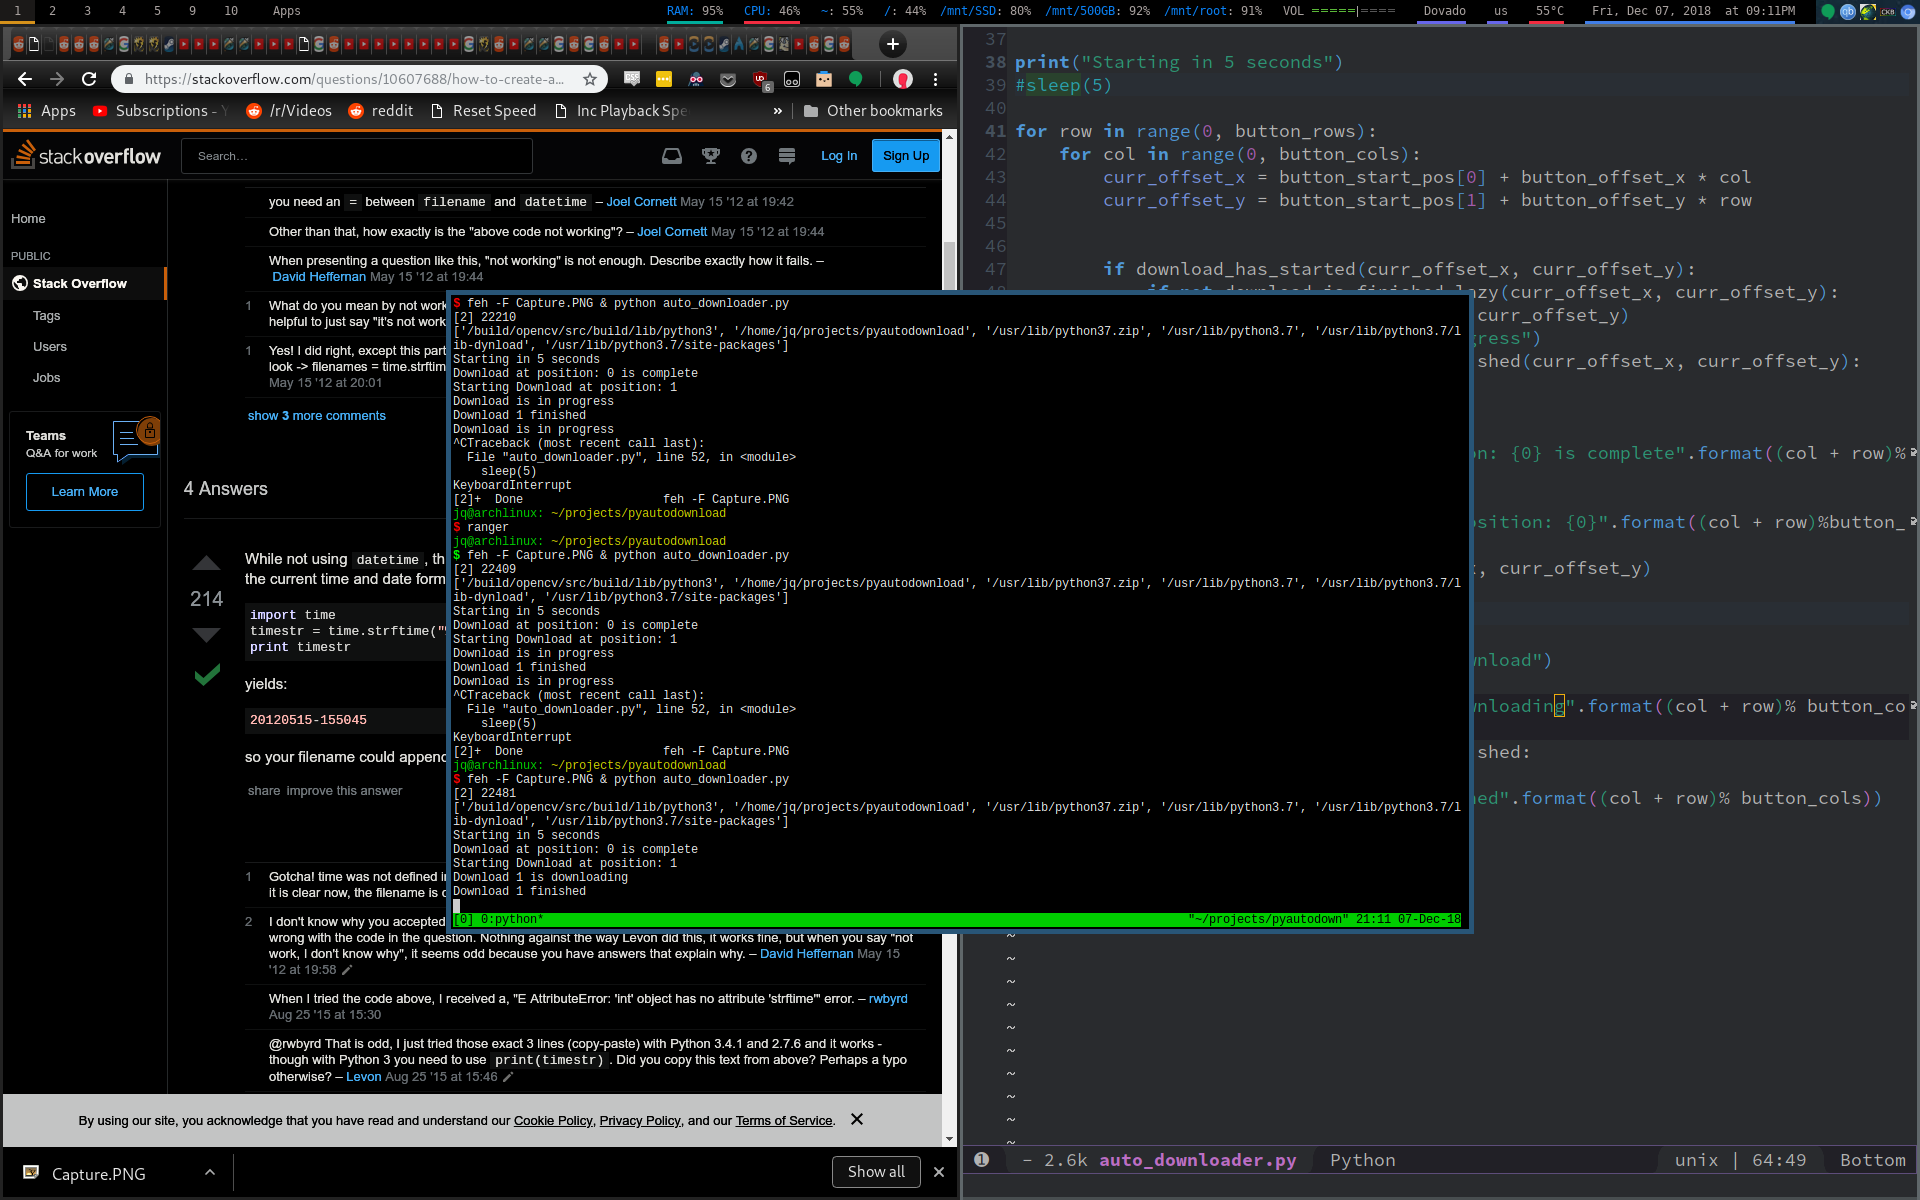 1 2 3 4 5 9 10 Apps
RAM: 95% CPU: 46% ~: 55% /: 44% /mnt/SSD: 80% /mnt/500GB: 92% /mnt/root: 91% VOL =====|==== Dovado us 55°C Fri, Dec 07, 2018 at 09:11PM
https://stackoverflow.com/questions/10607688/how-to-create-a...
6
Apps Subscriptions - /r/Videos reddit Reset Speed Inc Playback Spe » Other bookmarks
stackoverflow Search... Log In Sign Up
Home
PUBLIC
Stack Overflow
Tags
Users
Jobs
Teams
Q&A for work
Learn More
you need an = between filename and datetime – Joel Cornett May 15 '12 at 19:42
Other than that, how exactly is the "above code not working"? – Joel Cornett May 15 '12 at 19:44
When presenting a question like this, "not working" is not enough. Describe exactly how it fails. –
David Heffernan May 15 '12 at 19:44
1 What do you mean by not work
helpful to just say "it's not work
1 Yes! I did right, except this part
look -> filenames = time.strftim
May 15 '12 at 20:01
show 3 more comments
4 Answers
214
While not using datetime, th
the current time and date form
import time
timestr = time.strftime("
print timestr
yields:
20120515-155045
so your filename could append
share improve this answer
1 Gotcha! time was not defined i
it is clear now, the filename is
2 I don't know why you accepted
wrong with the code in the question. Nothing against the way Levon did this, it works fine, but when you say "not
work, I don't know why", it seems odd because you have answers that explain why. – David Heffernan May 15
'12 at 19:58
When I tried the code above, I received a, "E AttributeError: 'int' object has no attribute 'strftime'" error. – rwbyrd
Aug 25 '15 at 15:30
@rwbyrd That is odd, I just tried those exact 3 lines (copy-paste) with Python 3.4.1 and 2.7.6 and it works -
though with Python 3 you need to use print(timestr). Did you copy this text from above? Perhaps a typo
otherwise? – Levon Aug 25 '15 at 15:46
By using our site, you acknowledge that you have read and understand our Cookie Policy, Privacy Policy, and our Terms of Service.
Capture.PNG Show all
$ feh -F Capture.PNG & python auto_downloader.py
[2] 22210
['/build/opencv/src/build/lib/python3', '/home/jq/projects/pyautodownload', '/usr/lib/python37.zip', '/usr/lib/python3.7', '/usr/lib/python3.7/l
ib-dynload', '/usr/lib/python3.7/site-packages']
Starting in 5 seconds
Download at position: 0 is complete
Starting Download at position: 1
Download is in progress
Download 1 finished
Download is in progress
^CTraceback (most recent call last):
File "auto_downloader.py", line 52, in <module>
sleep(5)
KeyboardInterrupt
[2]+ Done feh -F Capture.PNG
jq@archlinux: ~/projects/pyautodownload
$ ranger
jq@archlinux: ~/projects/pyautodownload
$ feh -F Capture.PNG & python auto_downloader.py
[2] 22409
['/build/opencv/src/build/lib/python3', '/home/jq/projects/pyautodownload', '/usr/lib/python37.zip', '/usr/lib/python3.7', '/usr/lib/python3.7/l
ib-dynload', '/usr/lib/python3.7/site-packages']
Starting in 5 seconds
Download at position: 0 is complete
Starting Download at position: 1
Download is in progress
Download 1 finished
Download is in progress
^CTraceback (most recent call last):
File "auto_downloader.py", line 52, in <module>
sleep(5)
KeyboardInterrupt
[2]+ Done feh -F Capture.PNG
jq@archlinux: ~/projects/pyautodownload
$ feh -F Capture.PNG & python auto_downloader.py
[2] 22481
['/build/opencv/src/build/lib/python3', '/home/jq/projects/pyautodownload', '/usr/lib/python37.zip', '/usr/lib/python3.7', '/usr/lib/python3.7/l
ib-dynload', '/usr/lib/python3.7/site-packages']
Starting in 5 seconds
Download at position: 0 is complete
Starting Download at position: 1
Download 1 is downloading
Download 1 finished
[0] 0:python* "~/projects/pyautodown" 21:11 07-Dec-18
37
38 print("Starting in 5 seconds")
39 #sleep(5)
40
41 for row in range(0, button_rows):
42 for col in range(0, button_cols):
43 curr_offset_x = button_start_pos[0] + button_offset_x * col
44 curr_offset_y = button_start_pos[1] + button_offset_y * row
45
46
47 if download_has_started(curr_offset_x, curr_offset_y):
lazy(curr_offset_x, curr_offset_y):
curr_offset_y)
ress")
shed(curr_offset_x, curr_offset_y):
n: {0} is complete".format((col + row)%
sition: {0}".format((col + row)%button_
, curr_offset_y)
nload")
wnloading".format((col + row)% button_co
shed:
ed".format((col + row)% button_cols))
~
~
~
~
~
~
~
~
~
~
1 - 2.6k auto_downloader.py Python unix | 64:49 Bottom